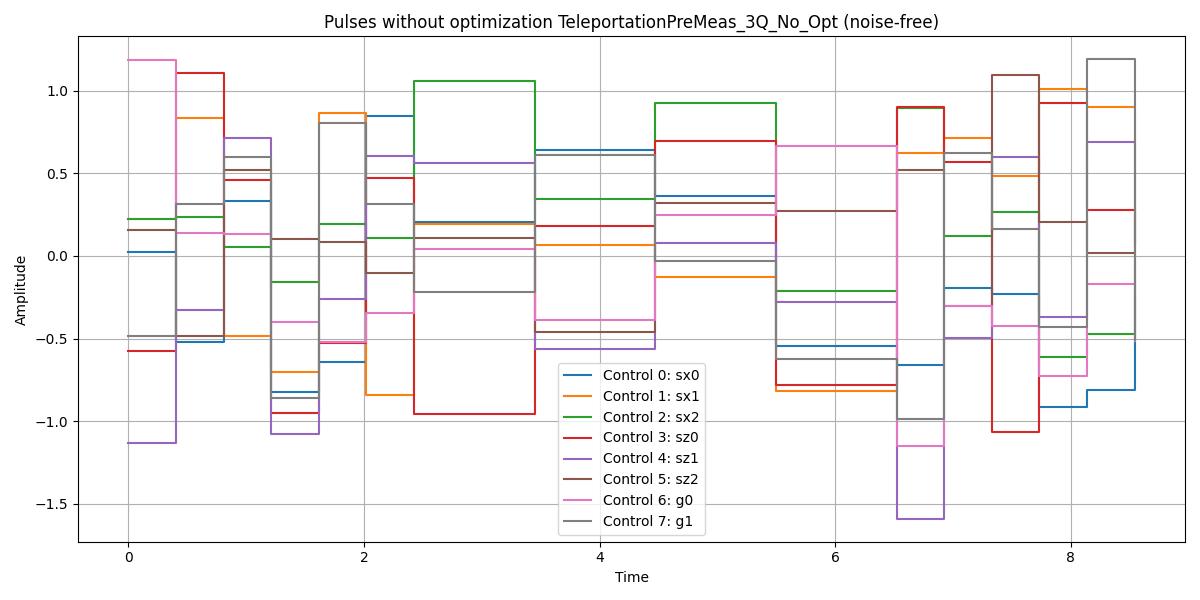 Pulses without optimization TeleportationPreMeas_3Q_No_Opt (noise-free)
Amplitude
1.0
0.5
0.0
−0.5
−1.0
−1.5
Control 0: sx0
Control 1: sx1
Control 2: sx2
Control 3: sz0
Control 4: sz1
Control 5: sz2
Control 6: g0
Control 7: g1
0
2
4
6
8
Time